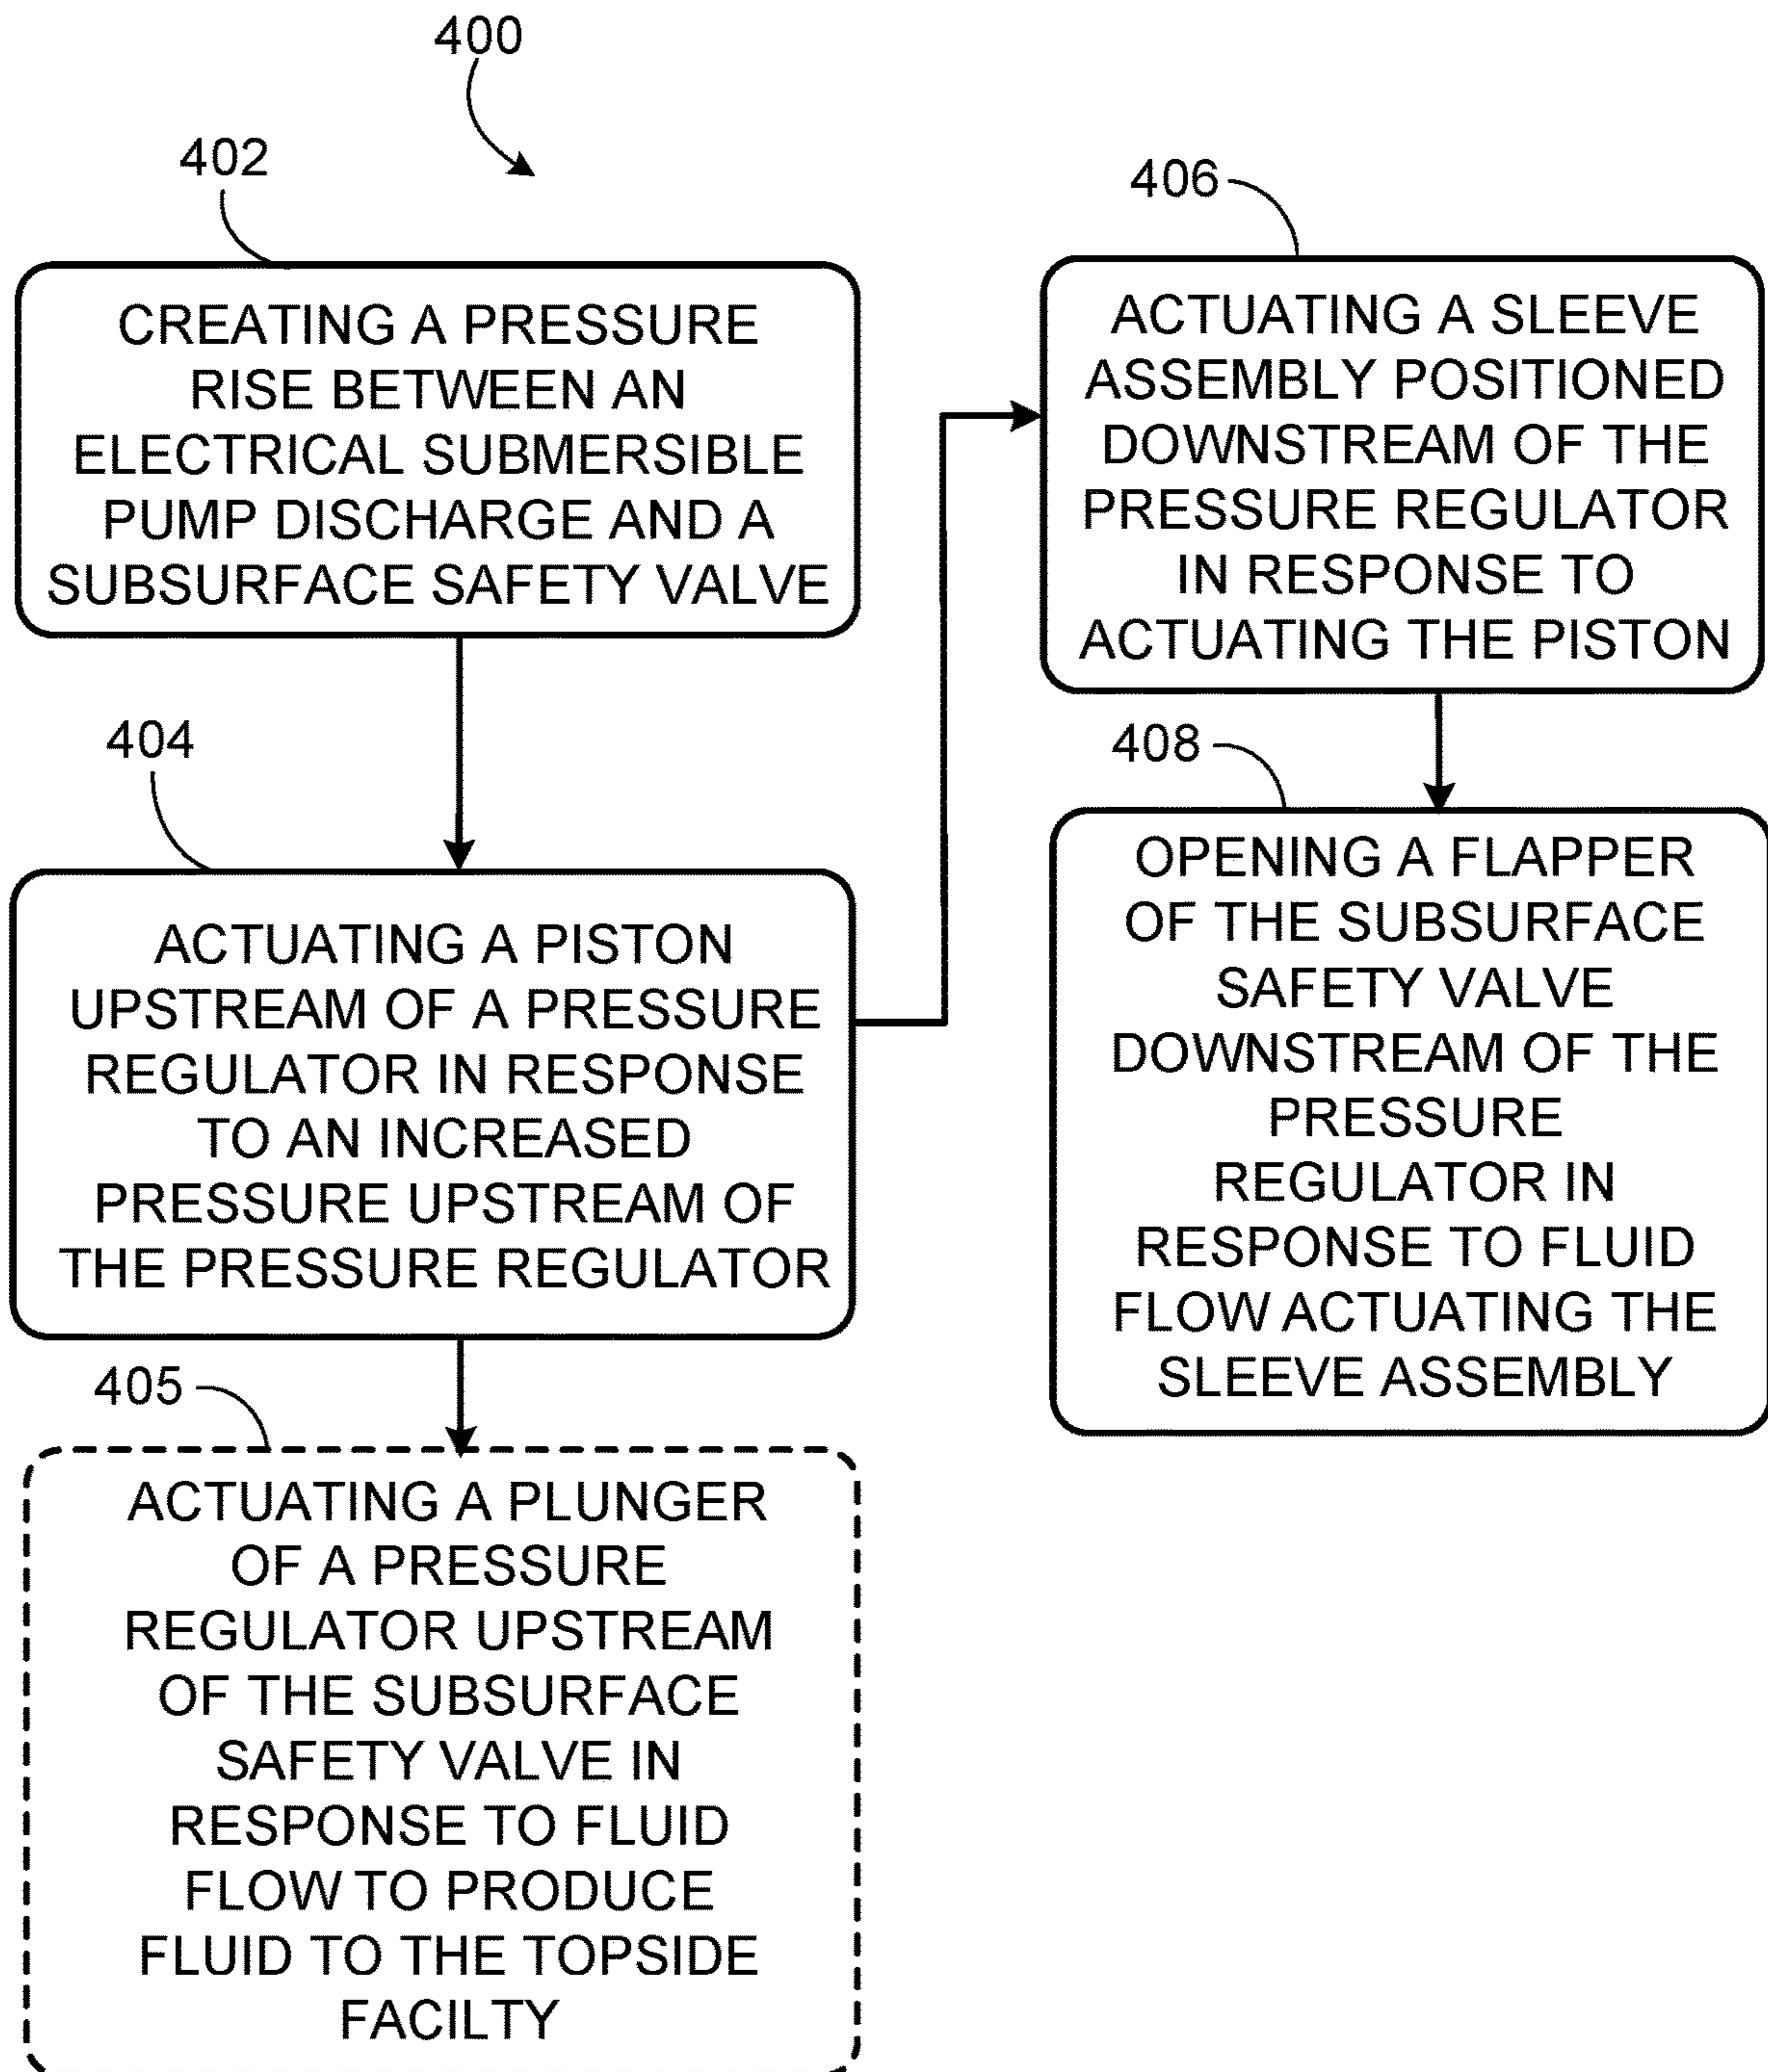 400
402
CREATING A PRESSURE
RISE BETWEEN AN
ELECTRICAL SUBMERSIBLE
PUMP DISCHARGE AND A
SUBSURFACE SAFETY VALVE
404
ACTUATING A PISTON
UPSTREAM OF A PRESSURE
REGULATOR IN RESPONSE
TO AN INCREASED
PRESSURE UPSTREAM OF
THE PRESSURE REGULATOR
405
ACTUATING A PLUNGER
OF A PRESSURE
REGULATOR UPSTREAM
OF THE SUBSURFACE
SAFETY VALVE IN
RESPONSE TO FLUID
FLOW TO PRODUCE
FLUID TO THE TOPSIDE
FACILTY
406
ACTUATING A SLEEVE
ASSEMBLY POSITIONED
DOWNSTREAM OF THE
PRESSURE REGULATOR
IN RESPONSE TO
ACTUATING THE PISTON
408
OPENING A FLAPPER
OF THE SUBSURFACE
SAFETY VALVE
DOWNSTREAM OF THE
PRESSURE
REGULATOR IN
RESPONSE TO FLUID
FLOW ACTUATING THE
SLEEVE ASSEMBLY